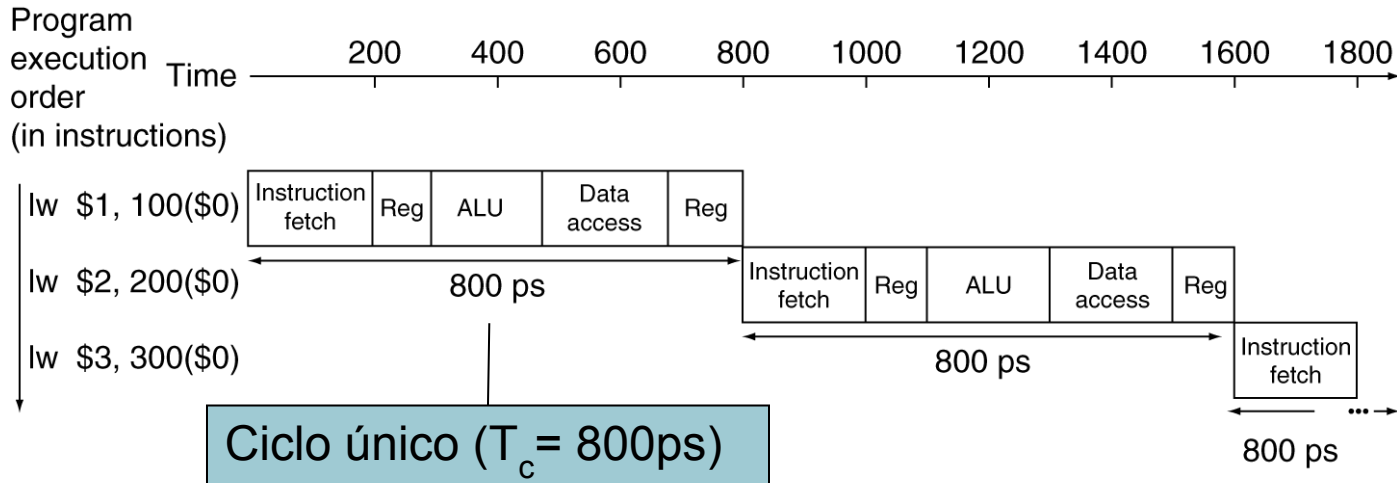 Program
execution
order
(in instructions)
Time
200 400 600 800 1000 1200 1400 1600 1800
lw $1, 100($0)
Instruction fetch Reg ALU Data access Reg
lw $2, 200($0)
800 ps
Instruction fetch Reg ALU Data access Reg
lw $3, 300($0)
800 ps
Instruction fetch
...
800 ps
Ciclo único (Tc= 800ps)